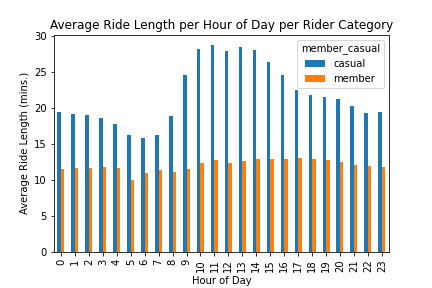 Average Ride Length per Hour of Day per Rider Category
30
25
20
15
10
5
0
Average Ride Length (mins.)
member_casual
casual
member
0 1 2 3 4 5 6 7 8 9 10 11 12 13 14 15 16 17 18 19 20 21 22 23
Hour of Day